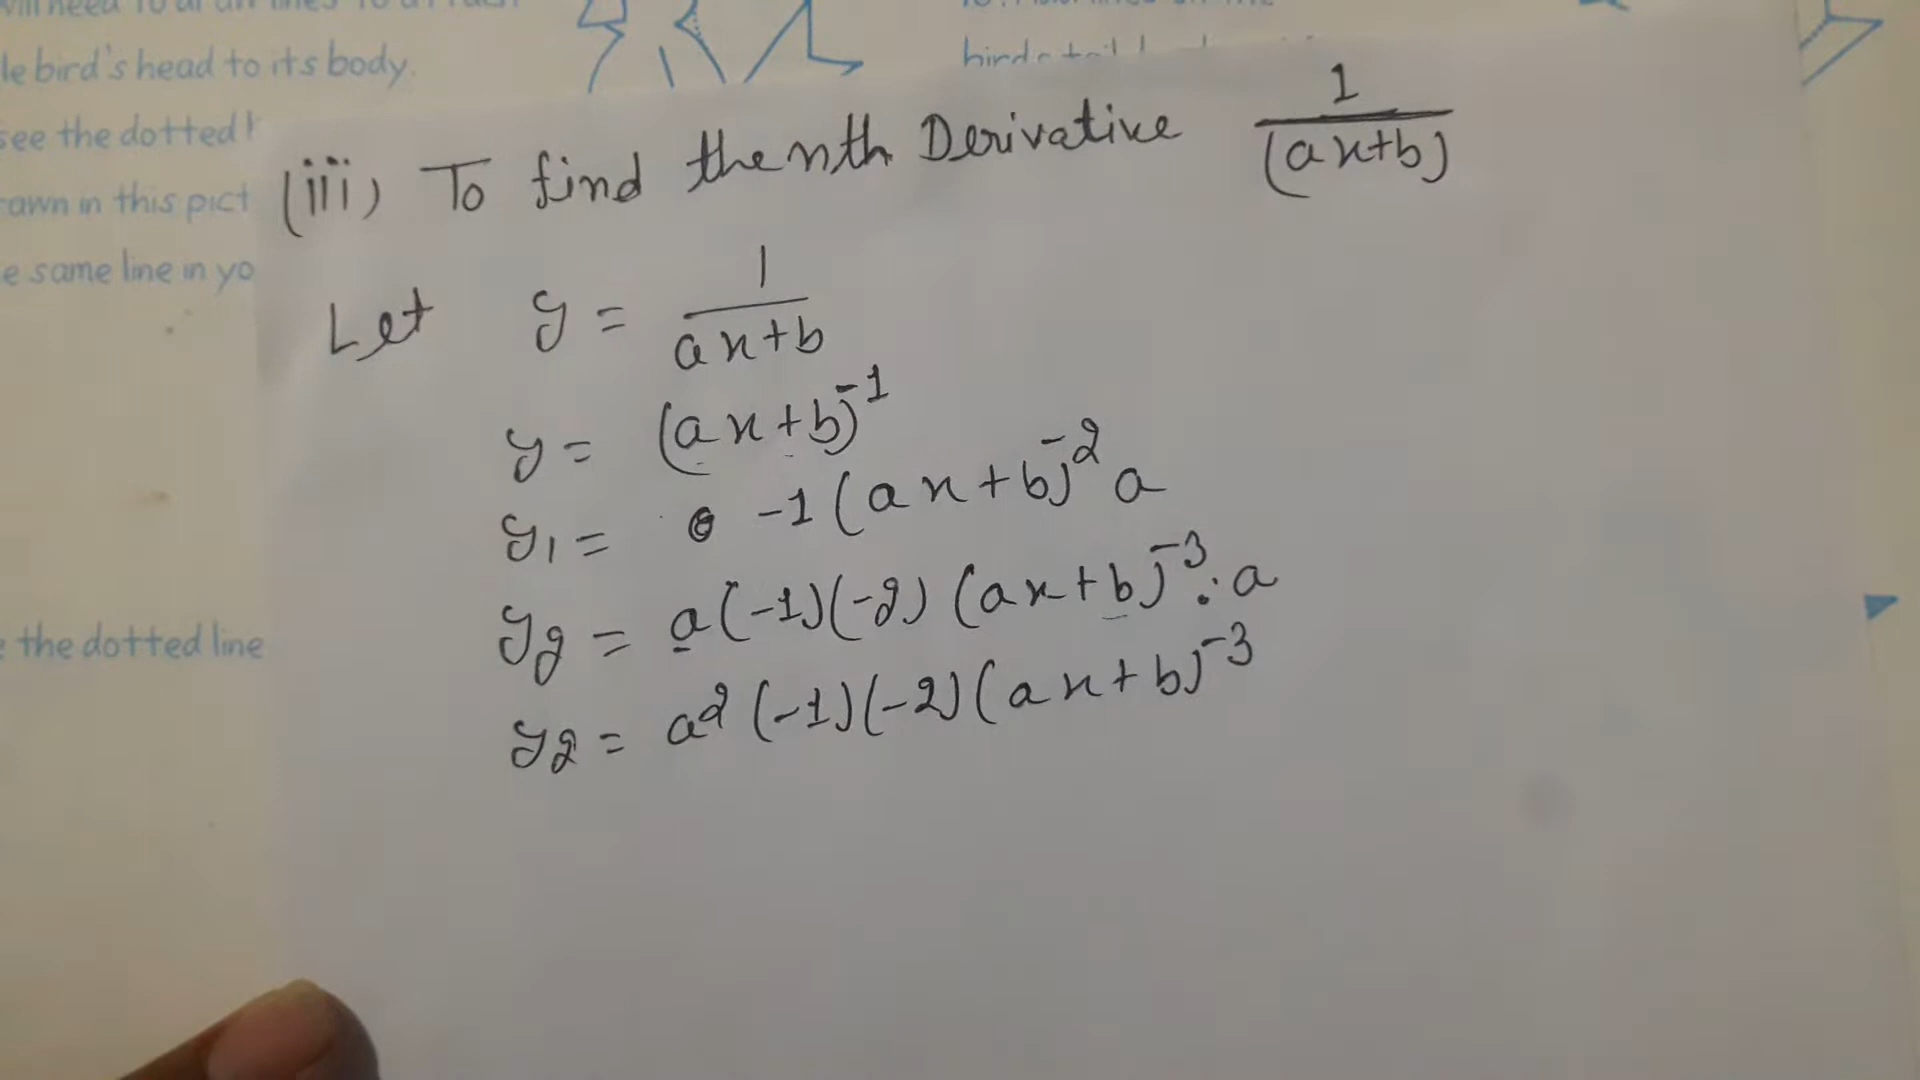 le bird's head to its body.
see the dotted
rawn in this pict
e same line in yo
the dotted line
(iii) To find the nth Derivative 1/(ax+b)
Let y = 1/ax+b
y = (ax+b)^-1
y₁ = -1(ax+b)^-2 a
y₂ = a(-1)(-2)(ax+b)^-3 . a
y₂ = a²(-1)(-2)(ax+b)^-3